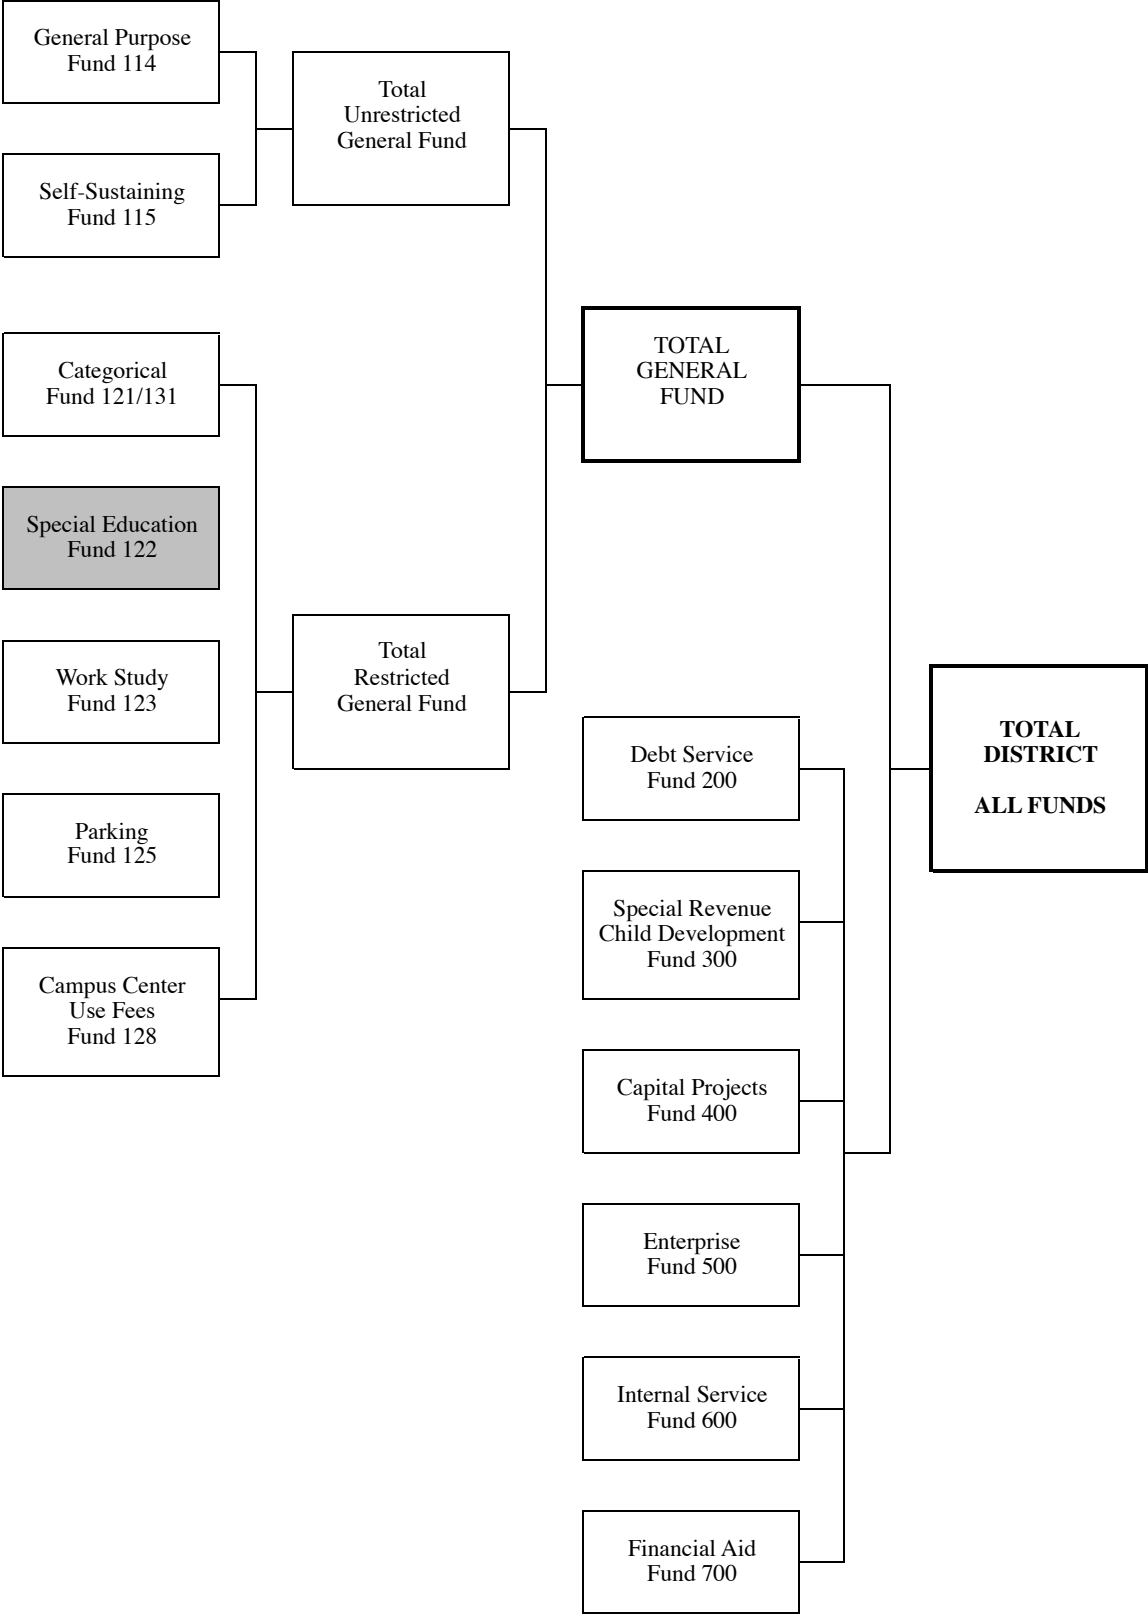 General Purpose
Fund 114
Self-Sustaining
Fund 115
Categorical
Fund 121/131
Special Education
Fund 122
Work Study
Fund 123
Parking
Fund 125
Campus Center
Use Fees
Fund 128
Total
Unrestricted
General Fund
Total
Restricted
General Fund
TOTAL
GENERAL
FUND
Debt Service
Fund 200
Special Revenue
Child Development
Fund 300
Capital Projects
Fund 400
Enterprise
Fund 500
Internal Service
Fund 600
Financial Aid
Fund 700
TOTAL
DISTRICT
ALL FUNDS